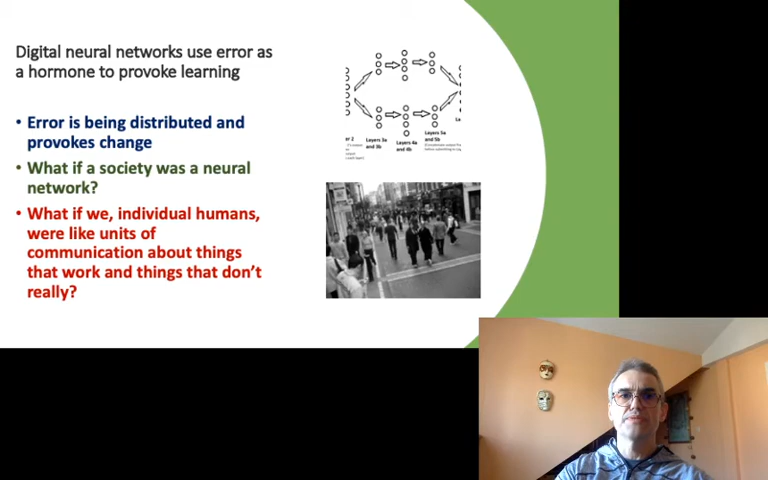 Digital neural networks use error as
a hormone to provoke learning
• Error is being distributed and
provokes change
• What if a society was a neural
network?
• What if we, individual humans,
were like units of
communication about things
that work and things that don't
really?
Layers 3a
and 3b
Layers 4a
and 4b
Layers 5a
and 5b